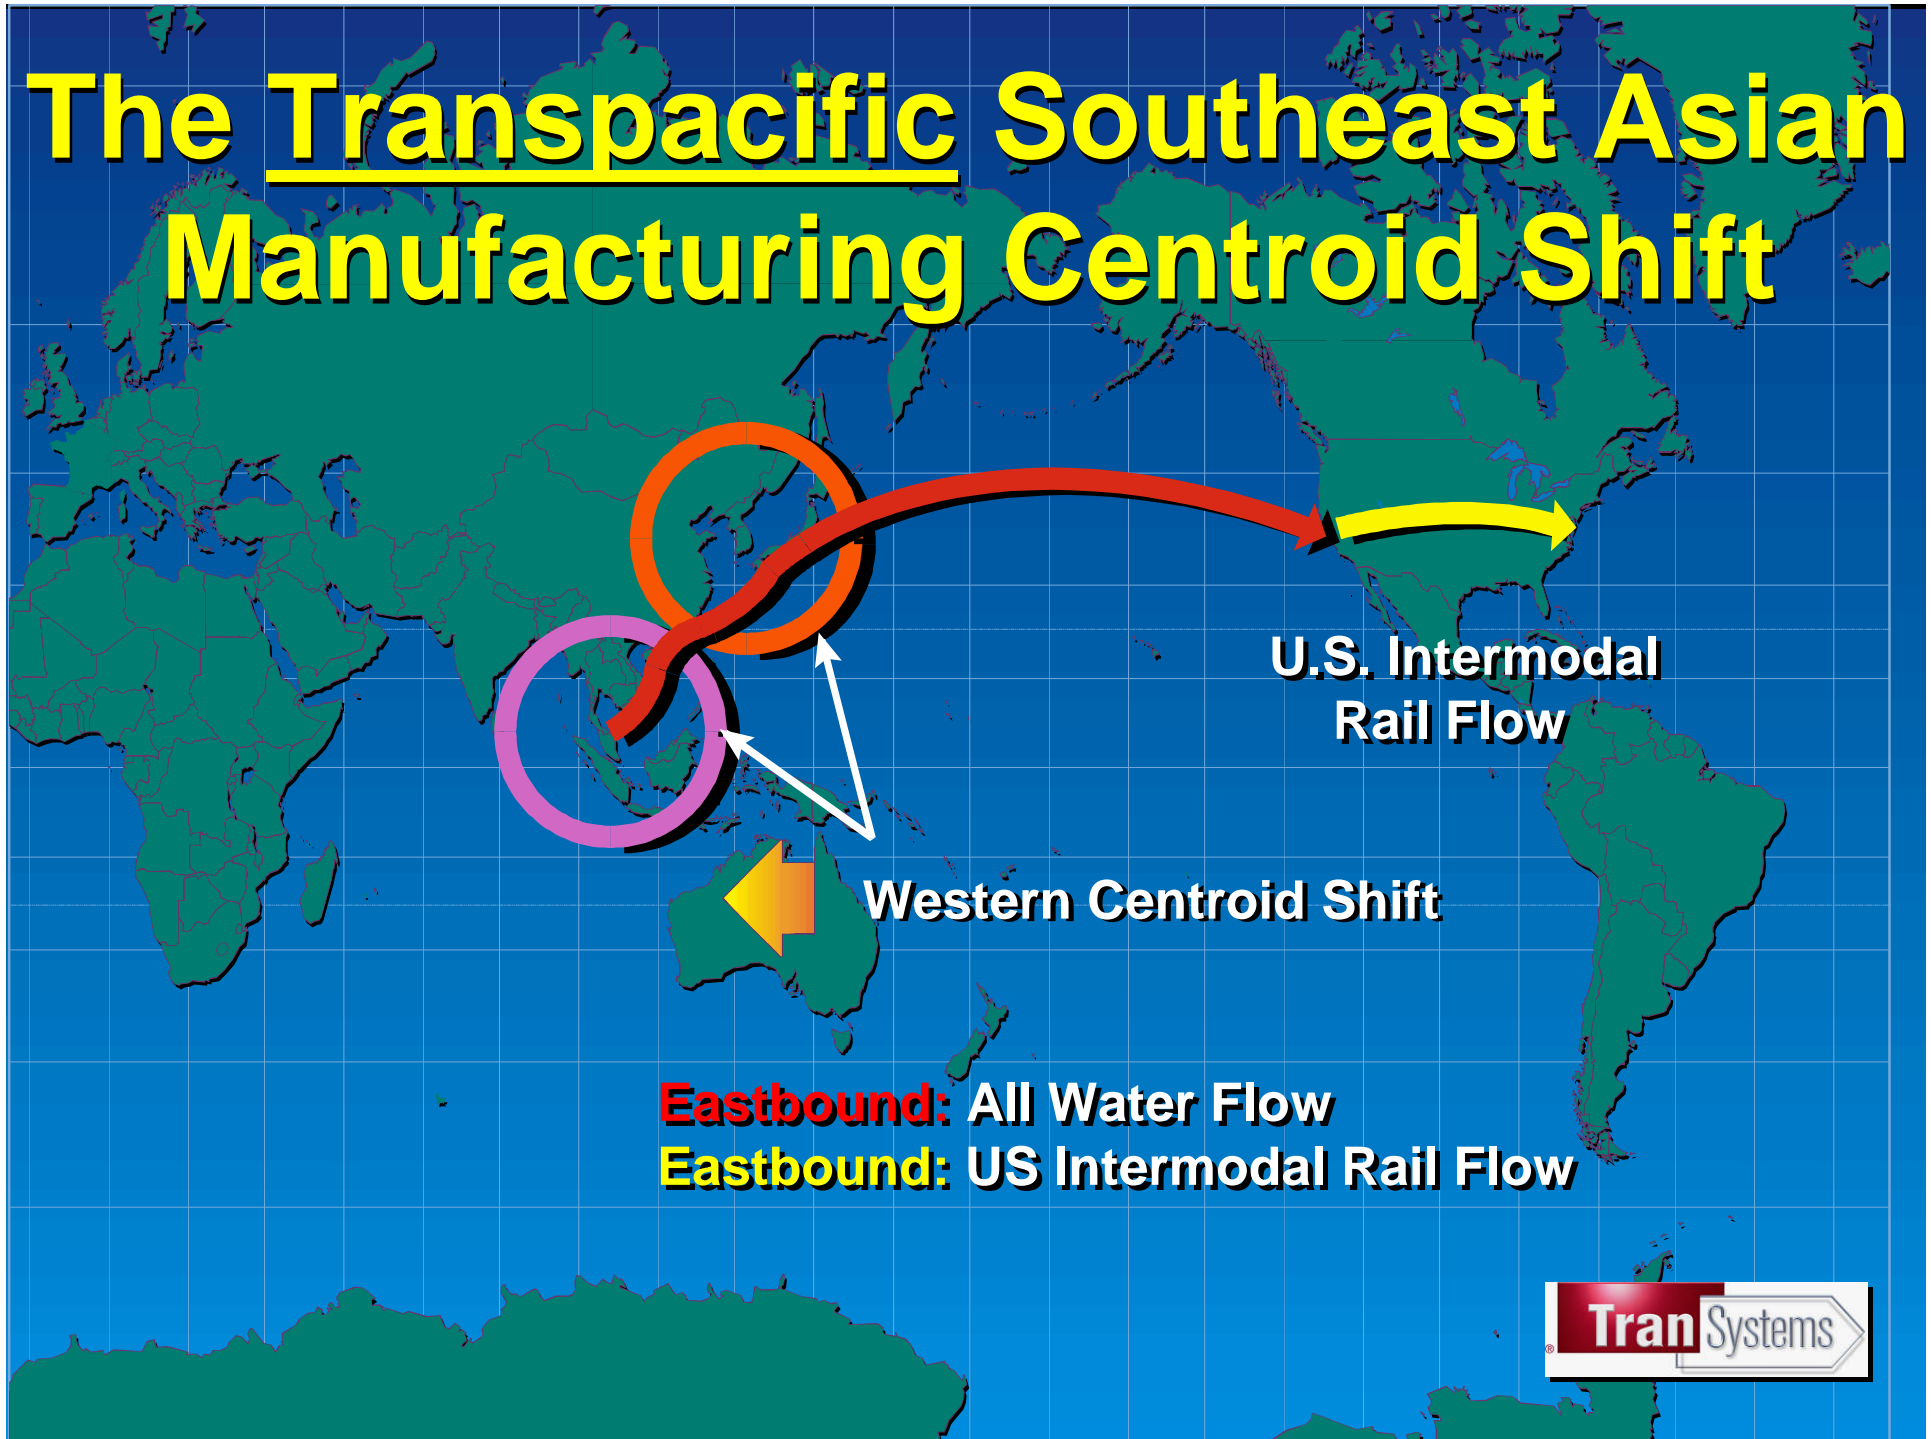 The Transpacific Southeast Asian
Manufacturing Centroid Shift
U.S. Intermodal
Rail Flow
Western Centroid Shift
Eastbound: All Water Flow
Eastbound: US Intermodal Rail Flow
® TranSystems